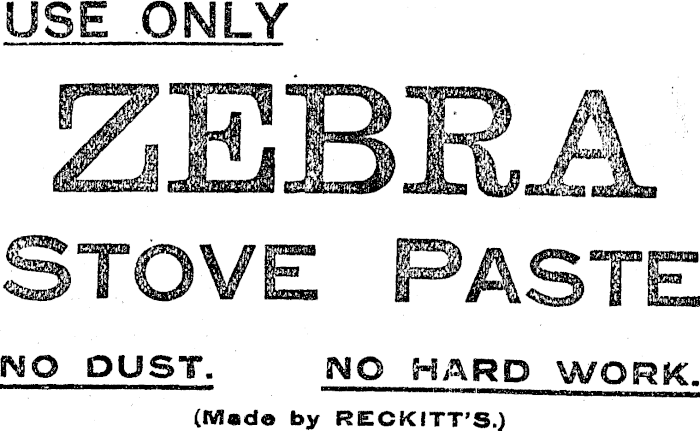 USE ONLY
ZEBRA
STOVE PASTE
NO DUST. NO HARD WORK.
(Made by RECKITT'S.)